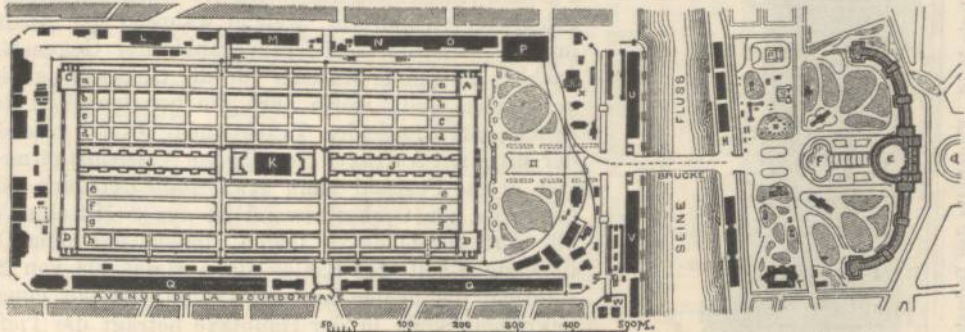 L M N O P
C a a A
b b
c c
d d
J K J
e e
f f
g g
D h h B
Q Q
U FLUSS H
BRÜCKE F E
V SEINE
W T
AVENUE DE LA BOURDONNAYE
50 0 100 200 300 400 500 M.